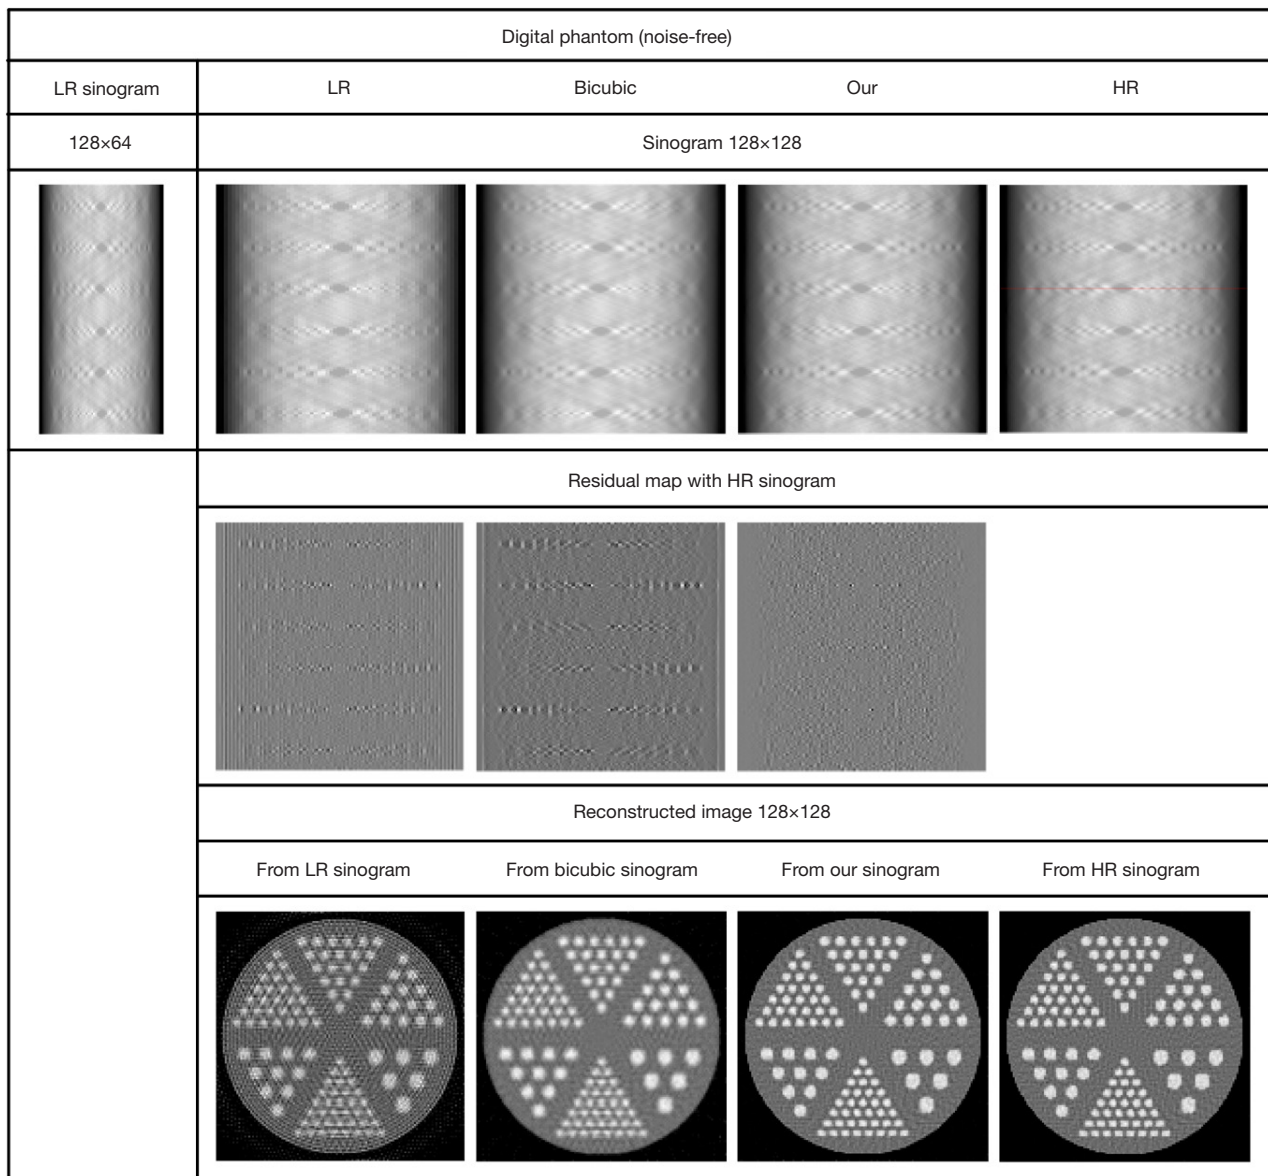 Digital phantom (noise-free)
LR sinogram
LR
Bicubic
Our
HR
128×64
Sinogram 128×128
Residual map with HR sinogram
Reconstructed image 128×128
From LR sinogram
From bicubic sinogram
From our sinogram
From HR sinogram